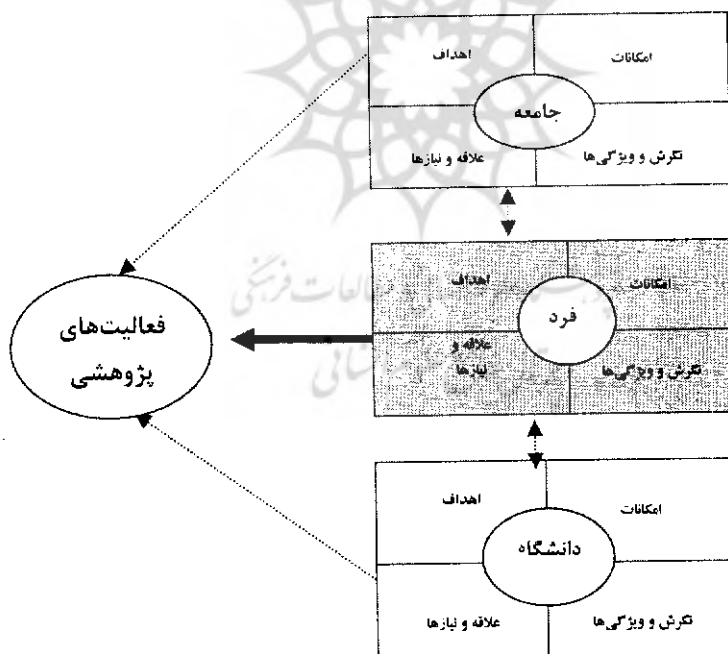 امکانات
اهداف
جامعه
نگرش و ویژگی‌ها
علاقه و نیازها
امکانات
اهداف
فرد
نگرش و ویژگی‌ها
علاقه و
نیازها
فعالیت‌های
پژوهشی
امکانات
اهداف
دانشگاه
نگرش و ویژگی‌ها
علاقه و نیازها